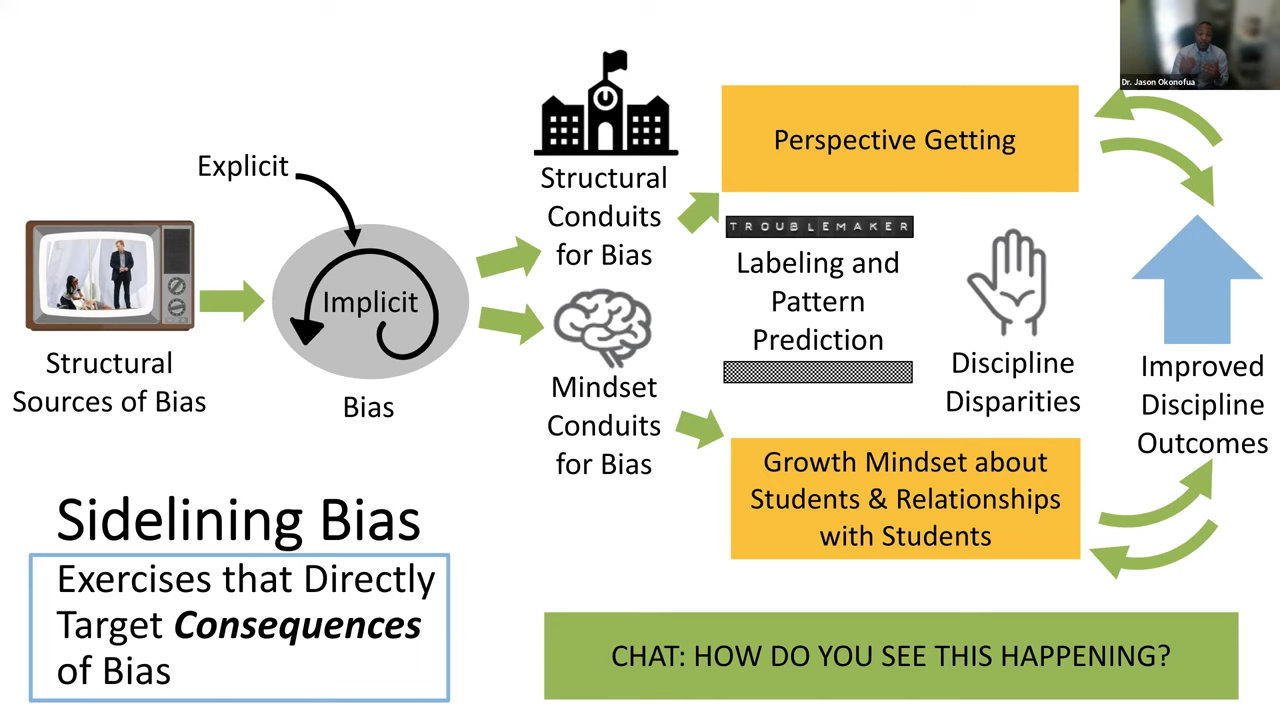 Dr. Jason Okonofua
Explicit
Implicit
Structural
Sources of Bias
Bias
Structural
Conduits
for Bias
Mindset
Conduits
for Bias
Perspective Getting
TROUBLEMAKER
Labeling and
Pattern
Prediction
Discipline
Disparities
Improved
Discipline
Outcomes
Growth Mindset about
Students & Relationships
with Students
Sidelining Bias
Exercises that Directly
Target Consequences
of Bias
CHAT: HOW DO YOU SEE THIS HAPPENING?